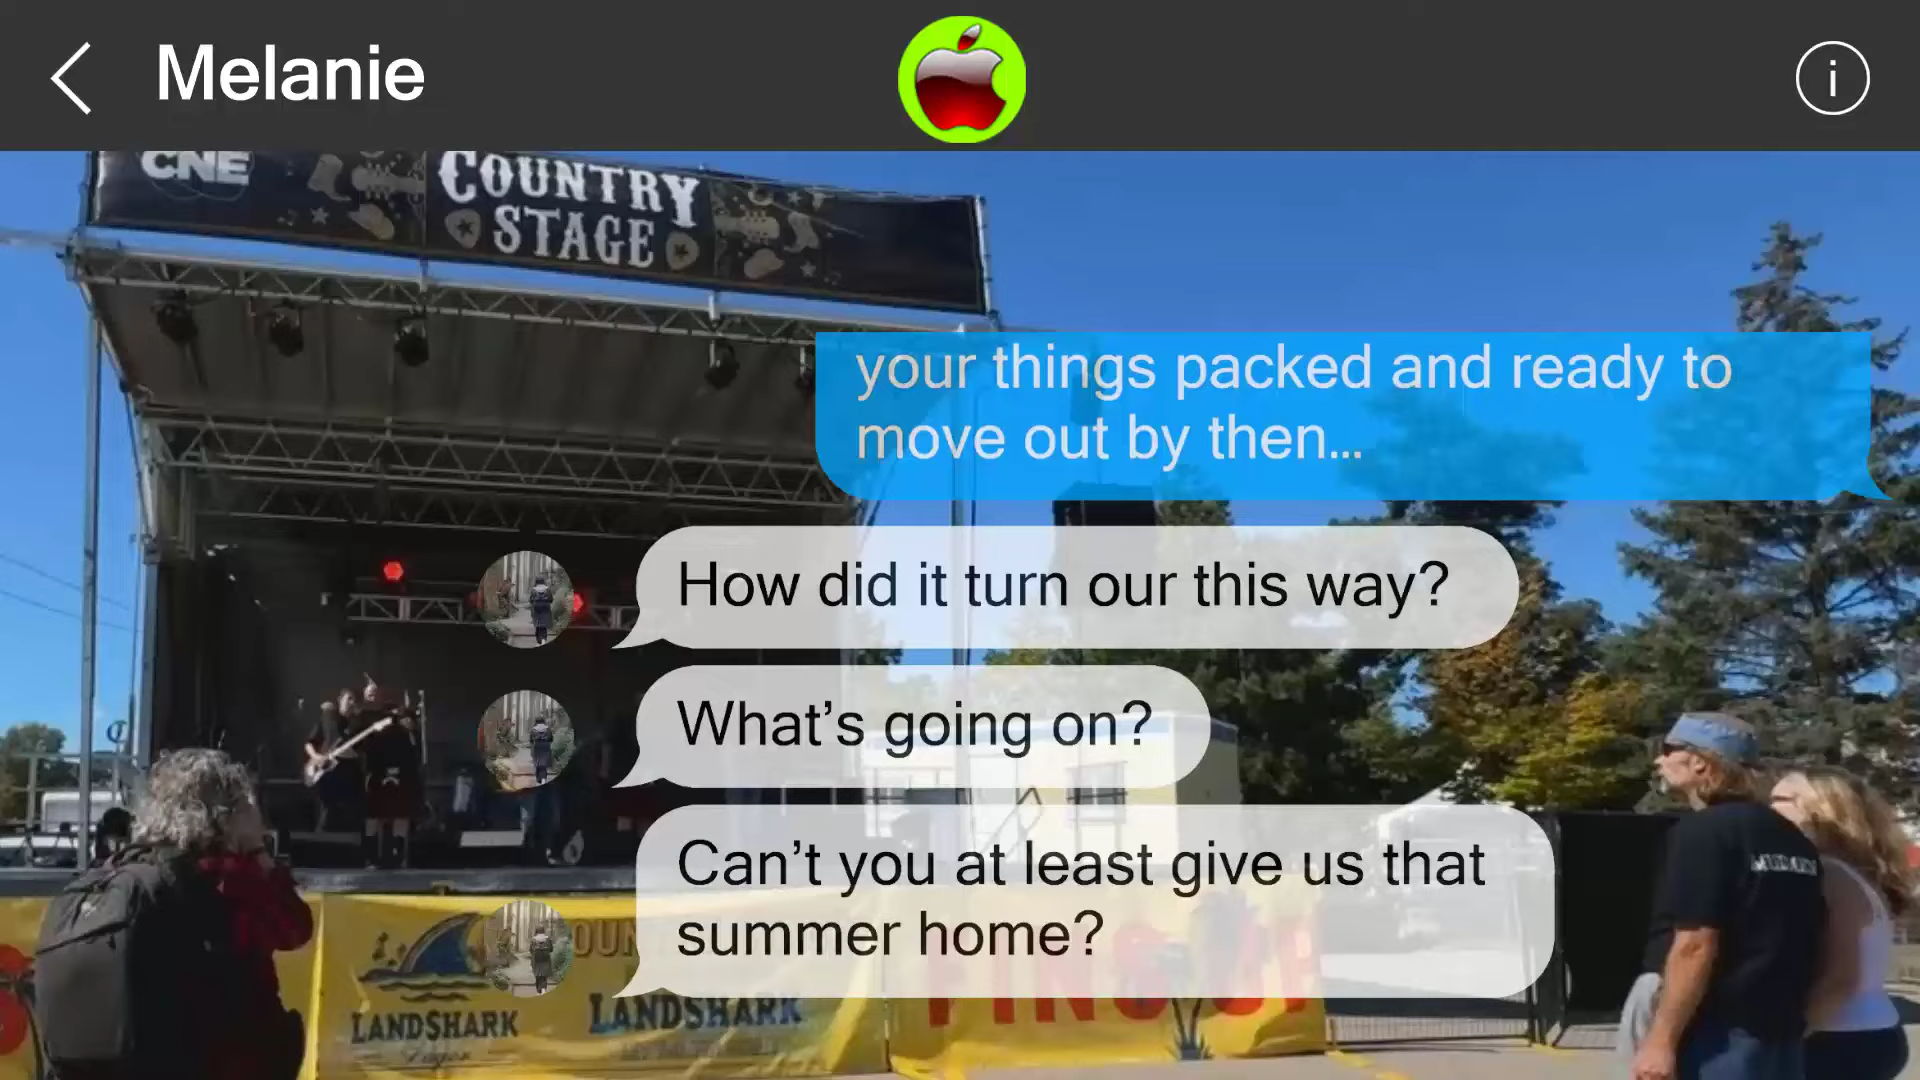 Melanie
i
CNE
COUNTRY
STAGE
your things packed and ready to
move out by then...
How did it turn our this way?
What's going on?
Can't you at least give us that
summer home?
LANDSHARK
Lager
LANDSHARK